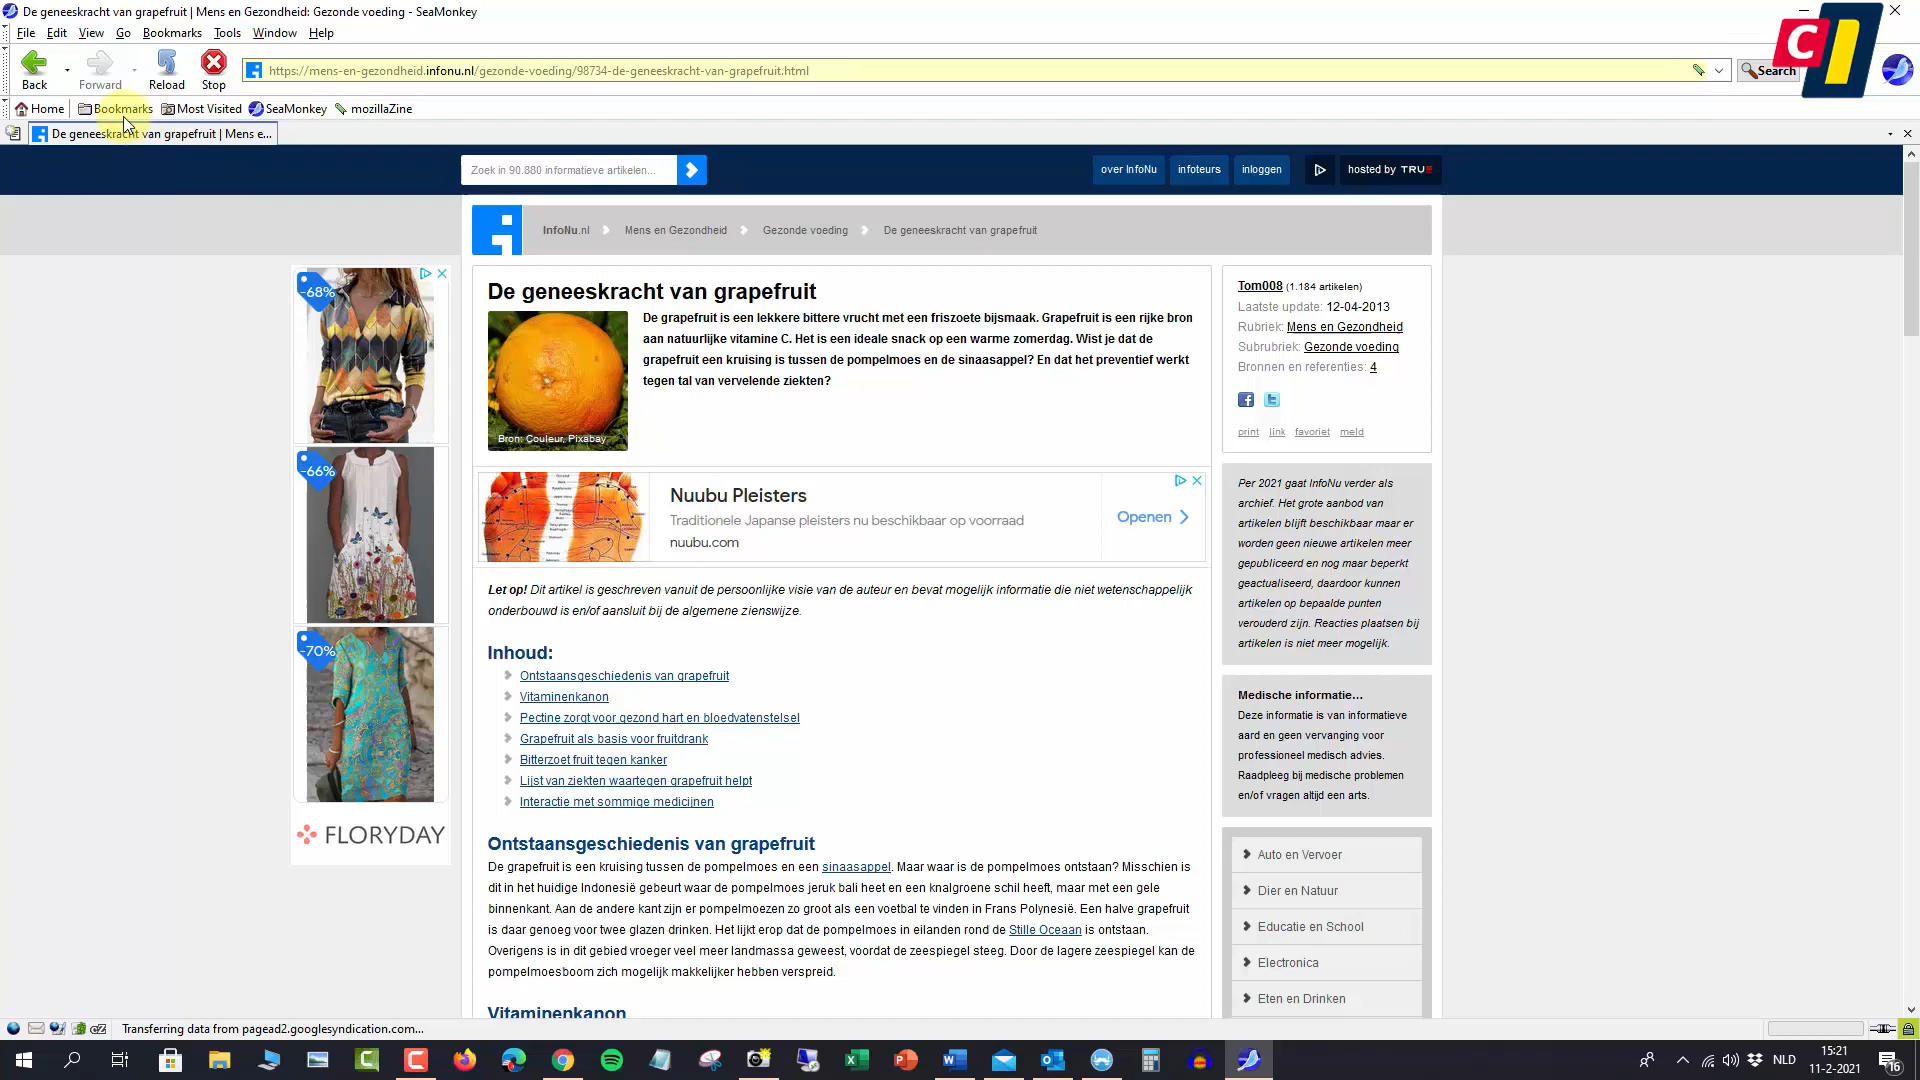 De geneeskracht van grapefruit | Mens en Gezondheid: Gezonde voeding - SeaMonkey
File Edit View Go Bookmarks Tools Window Help
Back Forward Reload Stop
https://mens-en-gezondheid.infonu.nl/gezonde-voeding/98734-de-geneeskracht-van-grapefruit.html
Search
C
Home Bookmarks Most Visited SeaMonkey mozillaZine
De geneeskracht van grapefruit | Mens e...
Zoek in 90.880 informatieve artikelen...
over InfoNu infoteurs inloggen hosted by TRUE
InfoNu.nl Mens en Gezondheid Gezonde voeding De geneeskracht van grapefruit
-68%
-66%
-70%
FLORYDAY
De geneeskracht van grapefruit
De grapefruit is een lekkere bittere vrucht met een friszoete bijsmaak. Grapefruit is een rijke bron
aan natuurlijke vitamine C. Het is een ideale snack op een warme zomerdag. Wist je dat de
grapefruit een kruising is tussen de pompelmoes en de sinaasappel? En dat het preventief werkt
tegen tal van vervelende ziekten?
Bron: Couleur, Pixabay
Nuubu Pleisters
Traditionele Japanse pleisters nu beschikbaar op voorraad
nuubu.com
Openen
Let op! Dit artikel is geschreven vanuit de persoonlijke visie van de auteur en bevat mogelijk informatie die niet wetenschappelijk
onderbouwd is en/of aansluit bij de algemene zienswijze.
Inhoud:
Ontstaansgeschiedenis van grapefruit
Vitaminenkanon
Pectine zorgt voor gezond hart en bloedvatenstelsel
Grapefruit als basis voor fruitdrank
Bitterzoet fruit tegen kanker
Lijst van ziekten waartegen grapefruit helpt
Interactie met sommige medicijnen
Ontstaansgeschiedenis van grapefruit
De grapefruit is een kruising tussen de pompelmoes en een sinaasappel. Maar waar is de pompelmoes ontstaan? Misschien is
dit in het huidige Indonesië gebeurt waar de pompelmoes jeruk bali heet en een knalgroene schil heeft, maar met een gele
binnenkant. Aan de andere kant zijn er pompelmoezen zo groot als een voetbal te vinden in Frans Polynesië. Een halve grapefruit
is daar genoeg voor twee glazen drinken. Het lijkt erop dat de pompelmoes in eilanden rond de Stille Oceaan is ontstaan.
Overigens is in dit gebied vroeger veel meer landmassa geweest, voordat de zeespiegel steeg. Door de lagere zeespiegel kan de
pompelmoesboom zich mogelijk makkelijker hebben verspreid.
Vitaminenkanon
Tom008 (1.184 artikelen)
Laatste update: 12-04-2013
Rubriek: Mens en Gezondheid
Subrubriek: Gezonde voeding
Bronnen en referenties: 4
print link favoriet meld
Per 2021 gaat InfoNu verder als
archief. Het grote aanbod van
artikelen blijft beschikbaar maar er
worden geen nieuwe artikelen meer
gepubliceerd en nog maar beperkt
geactualiseerd, daardoor kunnen
artikelen op bepaalde punten
verouderd zijn. Reacties plaatsen bij
artikelen is niet meer mogelijk.
Medische informatie…
Deze informatie is van informatieve
aard en geen vervanging voor
professioneel medisch advies.
Raadpleeg bij medische problemen
en/of vragen altijd een arts.
Auto en Vervoer
Dier en Natuur
Educatie en School
Electronica
Eten en Drinken
Transferring data from pagead2.googlesyndication.com...
NLD
15:21
11-2-2021
16